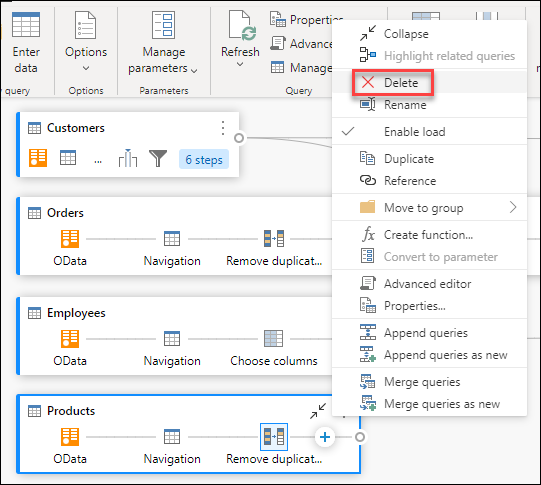 Enter
data
Options
Manage
parameters
Refresh
Properties
Advance
Manage
query
OData
Parameters
Query
Collapse
Highlight related queries
Delete
Rename
Enable load
Duplicate
Reference
Move to group
fx Create function...
Convert to parameter
Advanced editor
Properties...
Append queries
Append queries as new
Merge queries
Merge queries as new
Customers
... 6 steps
Orders
OData Navigation Remove duplicat...
Employees
OData Navigation Choose columns
Products
OData Navigation Remove duplicat...